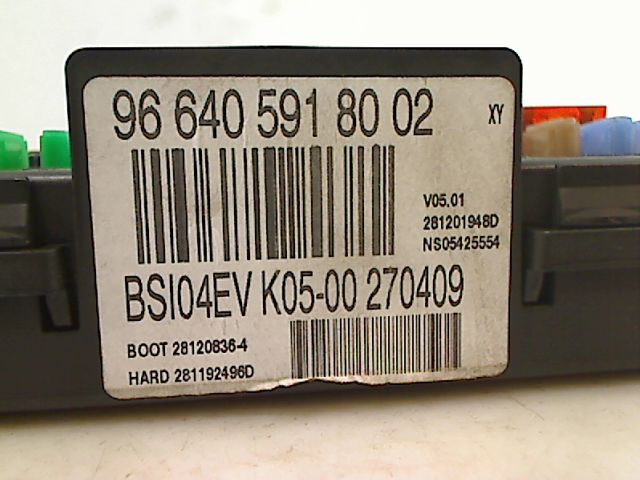 96 640 591 80 02
XY
V05.01
281201948D
NS05425554
BSI04EV K05-00 270409
BOOT 28120836-4
HARD 281192496D